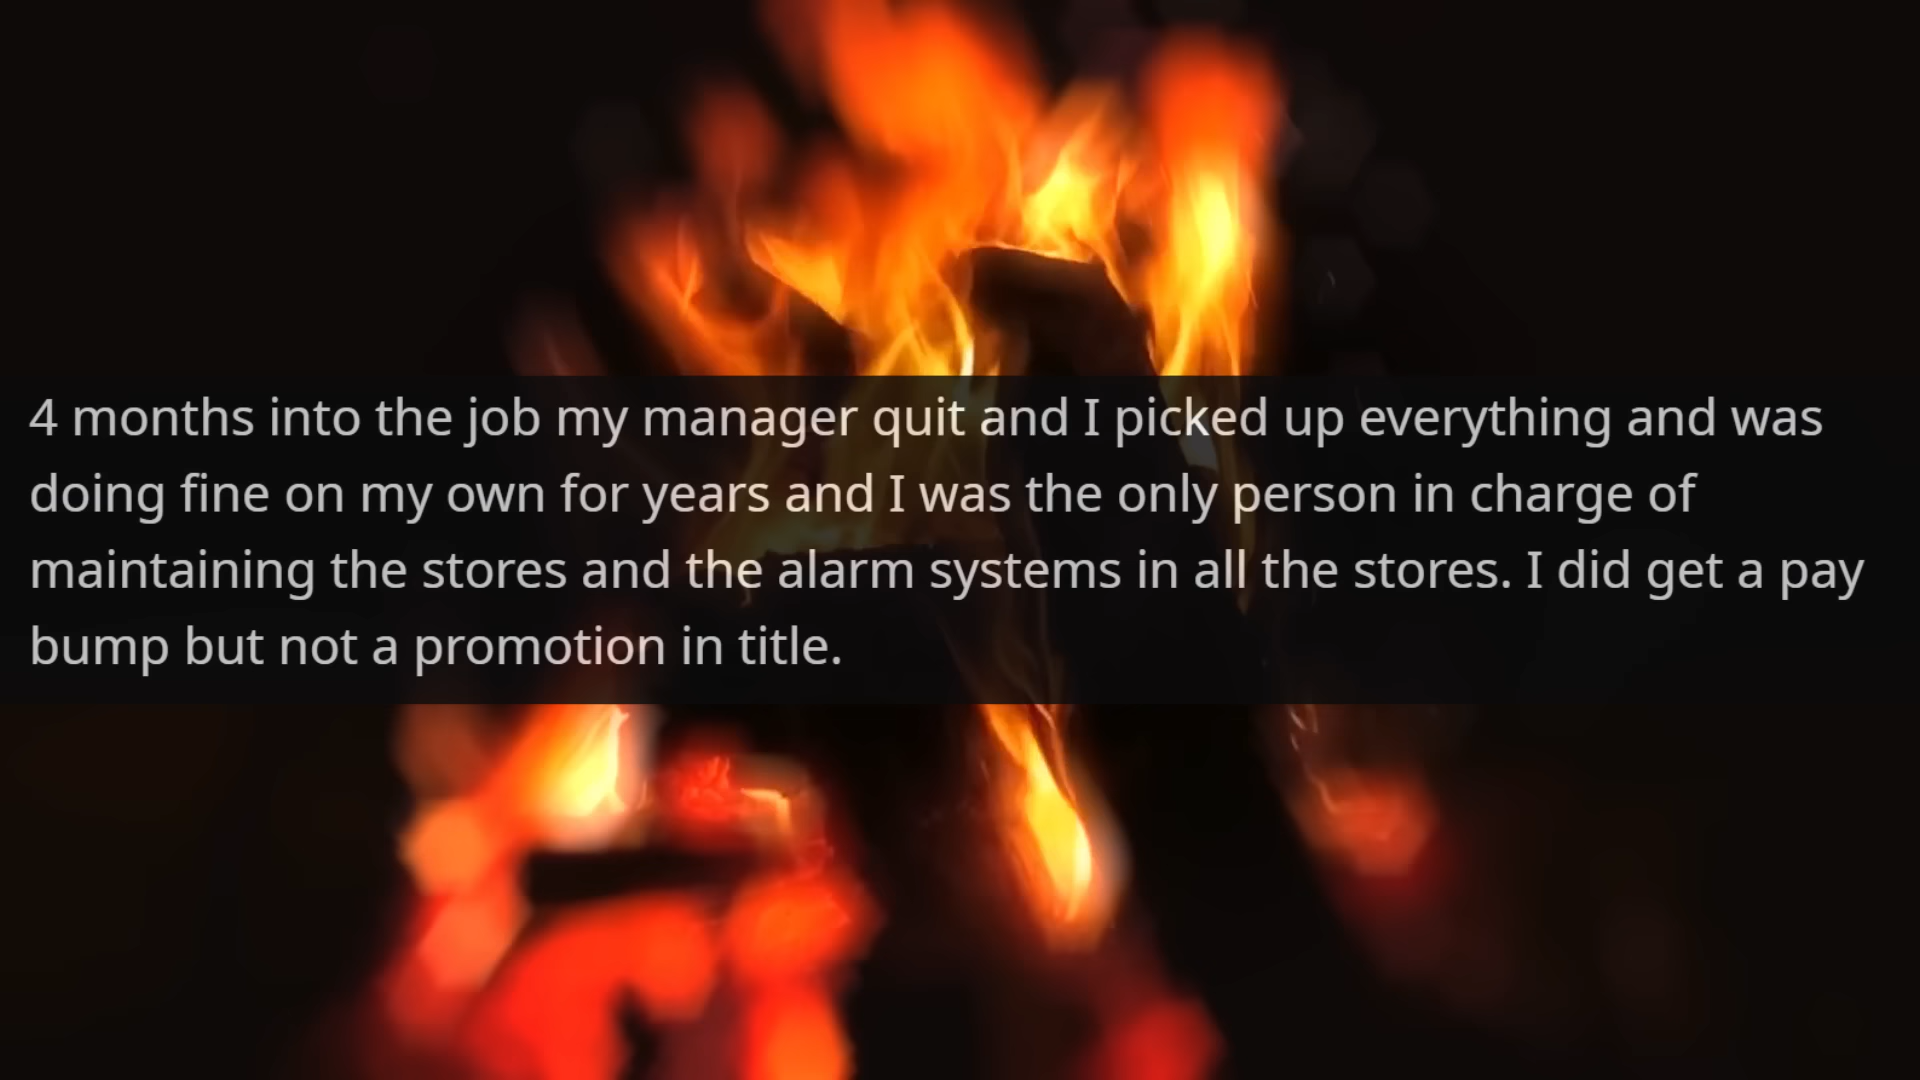 4 months into the job my manager quit and I picked up everything and was
doing fine on my own for years and I was the only person in charge of
maintaining the stores and the alarm systems in all the stores. I did get a pay
bump but not a promotion in title.